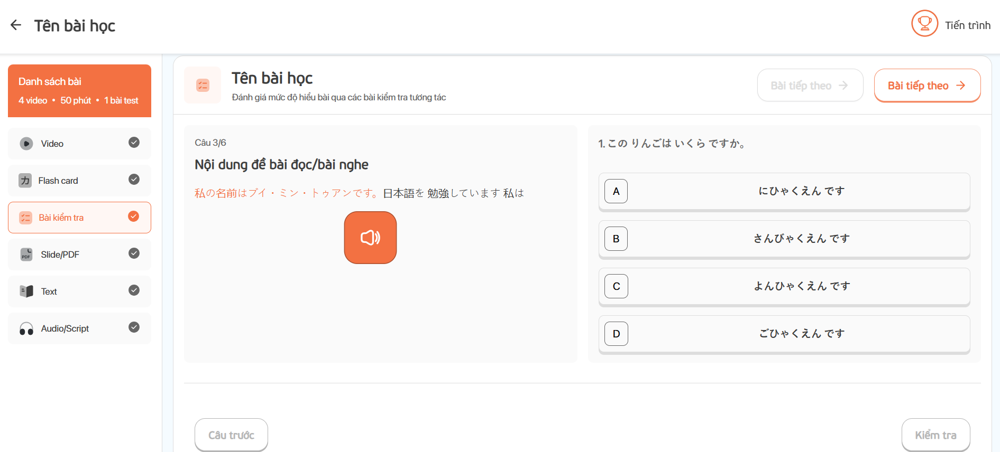 Tên bài học
Tiến trình
Danh sách bài
4 video • 50 phút • 1 bài test
Video
力 Flash card
Bài kiểm tra
PDF Slide/PDF
Text
Audio/Script
Tên bài học
Đánh giá mức độ hiểu bài qua các bài kiểm tra tương tác
Bài tiếp theo
Bài tiếp theo
Câu 3/6
Nội dung đề bài đọc/bài nghe
私の名前はブイ・ミン・トゥアンです。日本語を 勉強しています 私は
1. この りんごは いくら ですか。
A にひゃくえん です
B さんびゃくえん です
C よんひゃくえん です
D ごひゃくえん です
Câu trước
Kiểm tra